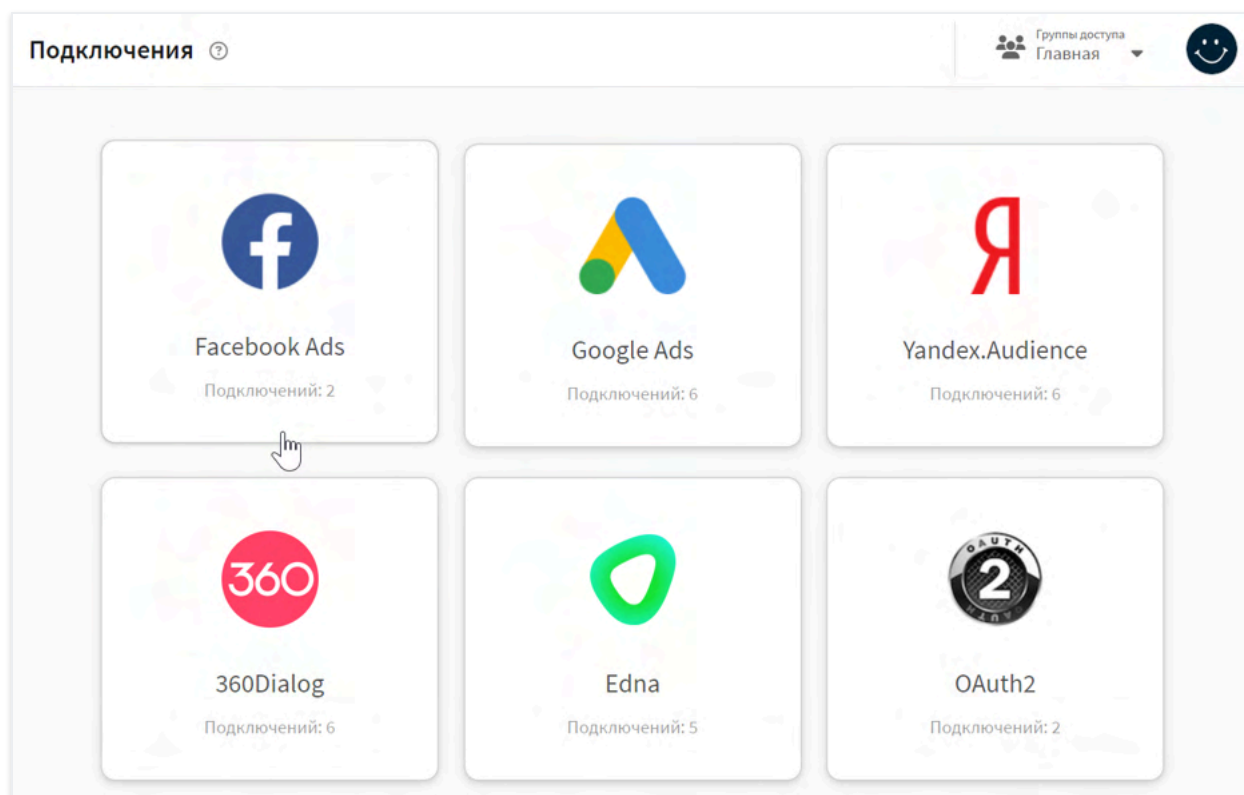 Подключения ?
Группы доступа
Главная
Facebook Ads
Подключений: 2
Google Ads
Подключений: 6
Я
Yandex.Audience
Подключений: 6
360
360Dialog
Подключений: 6
Edna
Подключений: 5
OAUTH
2
OAUTH
OAuth2
Подключений: 2